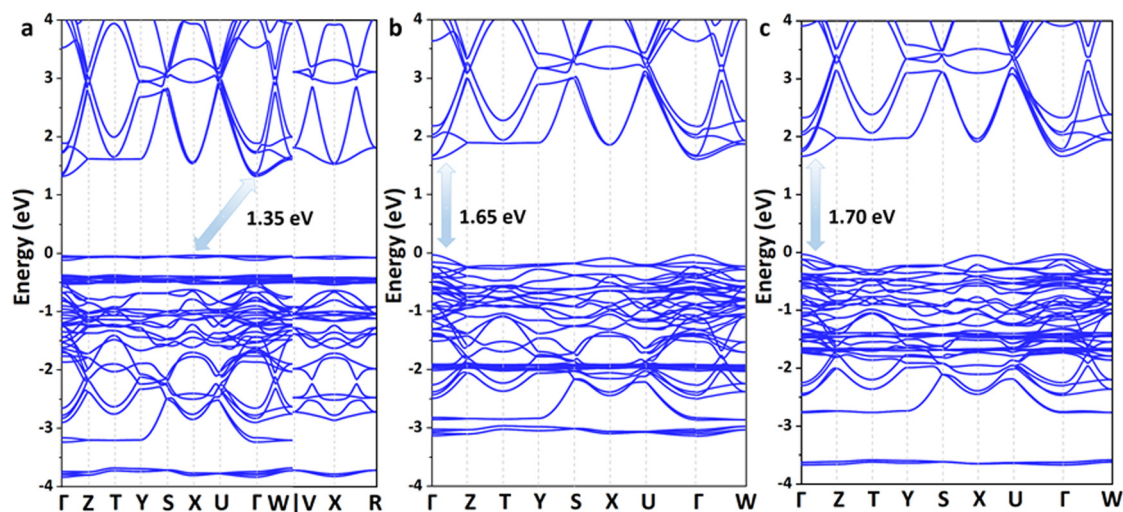 a
Energy (eV)
4
3
2
1
0
-1
-2
-3
-4
1.35 eV
Γ Z T Y S X U Γ W|V X R
b
Energy (eV)
4
3
2
1
0
-1
-2
-3
-4
1.65 eV
Γ Z T Y S X U Γ W
c
Energy (eV)
4
3
2
1
0
-1
-2
-3
-4
1.70 eV
Γ Z T Y S X U Γ W